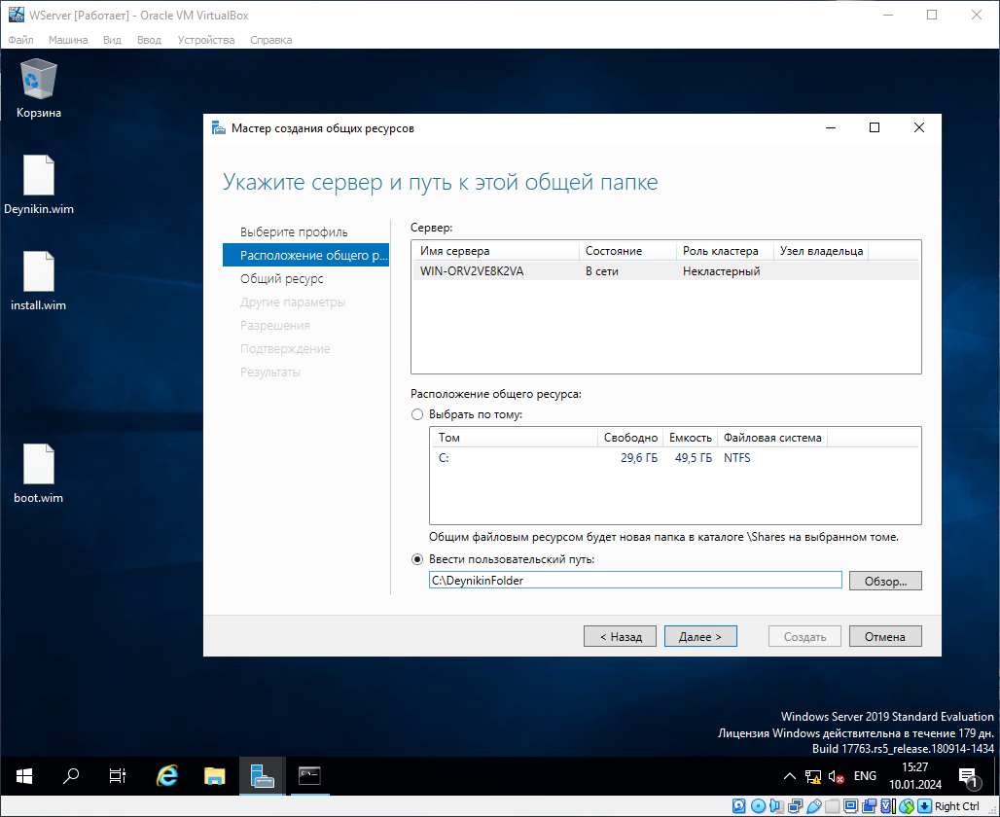 WServer [Работает] - Oracle VM VirtualBox
Файл Машина Вид Ввод Устройства Справка
Корзина
Deynikin.wim
install.wim
boot.wim
Мастер создания общих ресурсов
Укажите сервер и путь к этой общей папке
Выберите профиль
Расположение общего р...
Общий ресурс
Другие параметры
Разрешения
Подтверждение
Результаты
Сервер:
Имя сервера Состояние Роль кластера Узел владельца
WIN-ORV2VE8K2VA В сети Некластерный
Расположение общего ресурса:
Выбрать по тому:
Том Свободно Емкость Файловая система
C: 29,6 ГБ 49,5 ГБ NTFS
Общим файловым ресурсом будет новая папка в каталоге \Shares на выбранном томе.
Ввести пользовательский путь:
C:\DeynikinFolder Обзор...
< Назад Далее > Создать Отмена
Windows Server 2019 Standard Evaluation
Лицензия Windows действительна в течение 179 дн.
Build 17763.rs5_release.180914-1434
ENG
15:27
10.01.2024
1
Right Ctrl